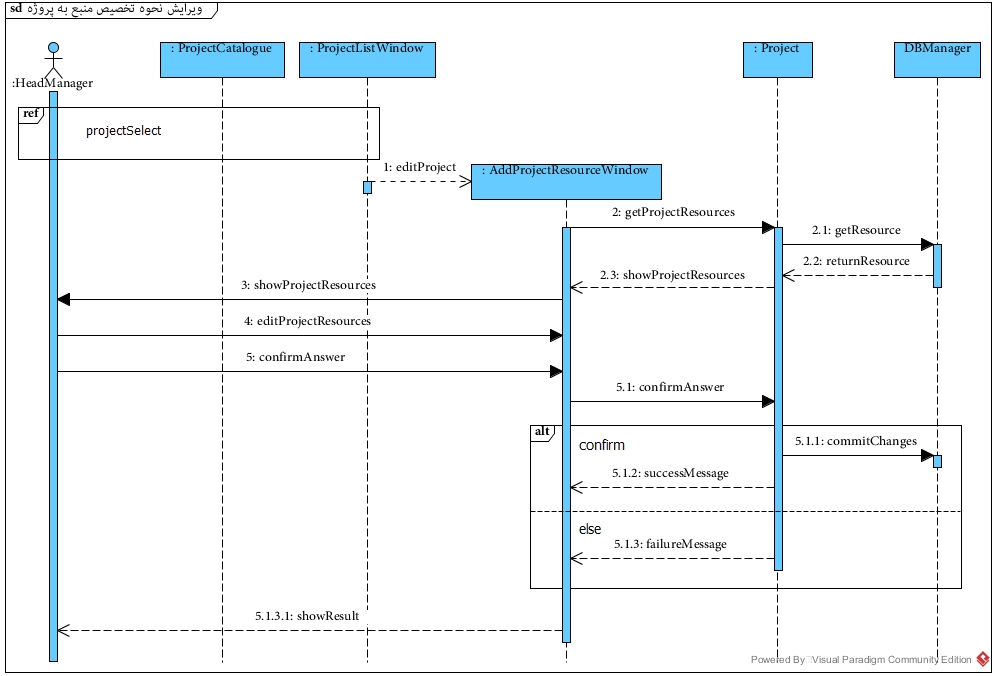 sd ویرایش نحوه تخصیص منبع به پروژه
: ProjectCatalogue
: ProjectListWindow
: Project
DBManager
:HeadManager
ref
projectSelect
1: editProject
: AddProjectResourceWindow
2: getProjectResources
2.1: getResource
2.2: returnResource
2.3: showProjectResources
3: showProjectResources
4: editProjectResources
5: confirmAnswer
5.1: confirmAnswer
alt
confirm
5.1.1: commitChanges
5.1.2: successMessage
else
5.1.3: failureMessage
5.1.3.1: showResult
Powered By Visual Paradigm Community Edition